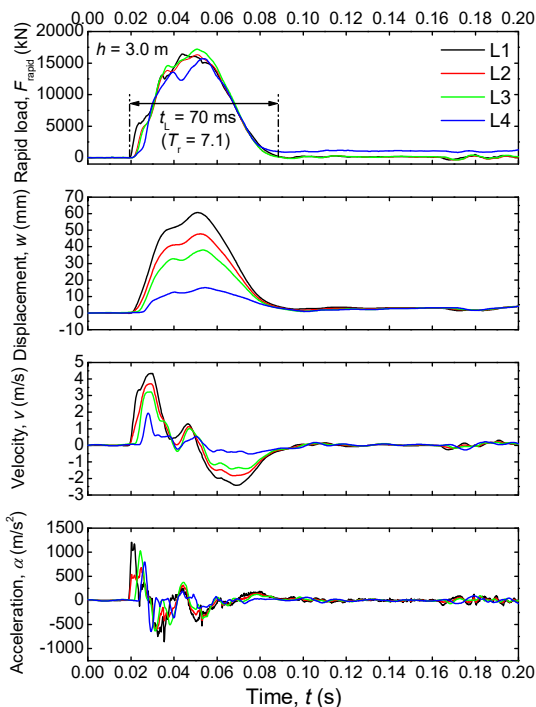 0.00 0.02 0.04 0.06 0.08 0.10 0.12 0.14 0.16 0.18 0.20
Rapid load, F_rapid (kN)
20000
15000
10000
5000
0
h = 3.0 m
t_L = 70 ms
(T_r = 7.1)
L1
L2
L3
L4
Displacement, w (mm)
70
60
50
40
30
20
10
0
-10
Velocity, v (m/s)
5
4
3
2
1
0
-1
-2
-3
Acceleration, α (m/s²)
1500
1000
500
0
-500
-1000
0.00 0.02 0.04 0.06 0.08 0.10 0.12 0.14 0.16 0.18 0.20
Time, t (s)